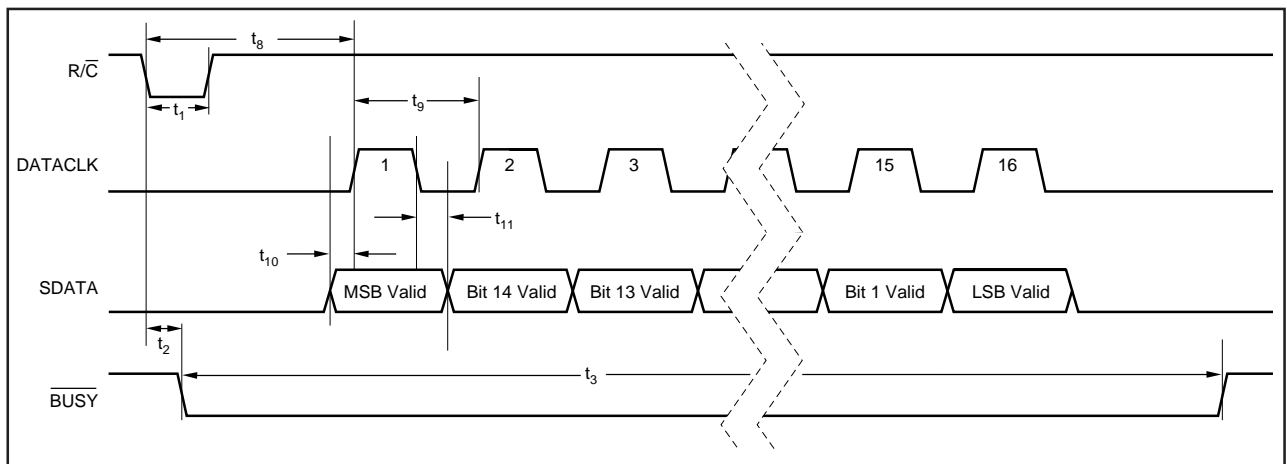 t8
R/C̅
t1
t9
DATACLK
1
2
3
15
16
t11
t10
SDATA
MSB Valid
Bit 14 Valid
Bit 13 Valid
Bit 1 Valid
LSB Valid
t2
t3
B̅U̅S̅Y̅